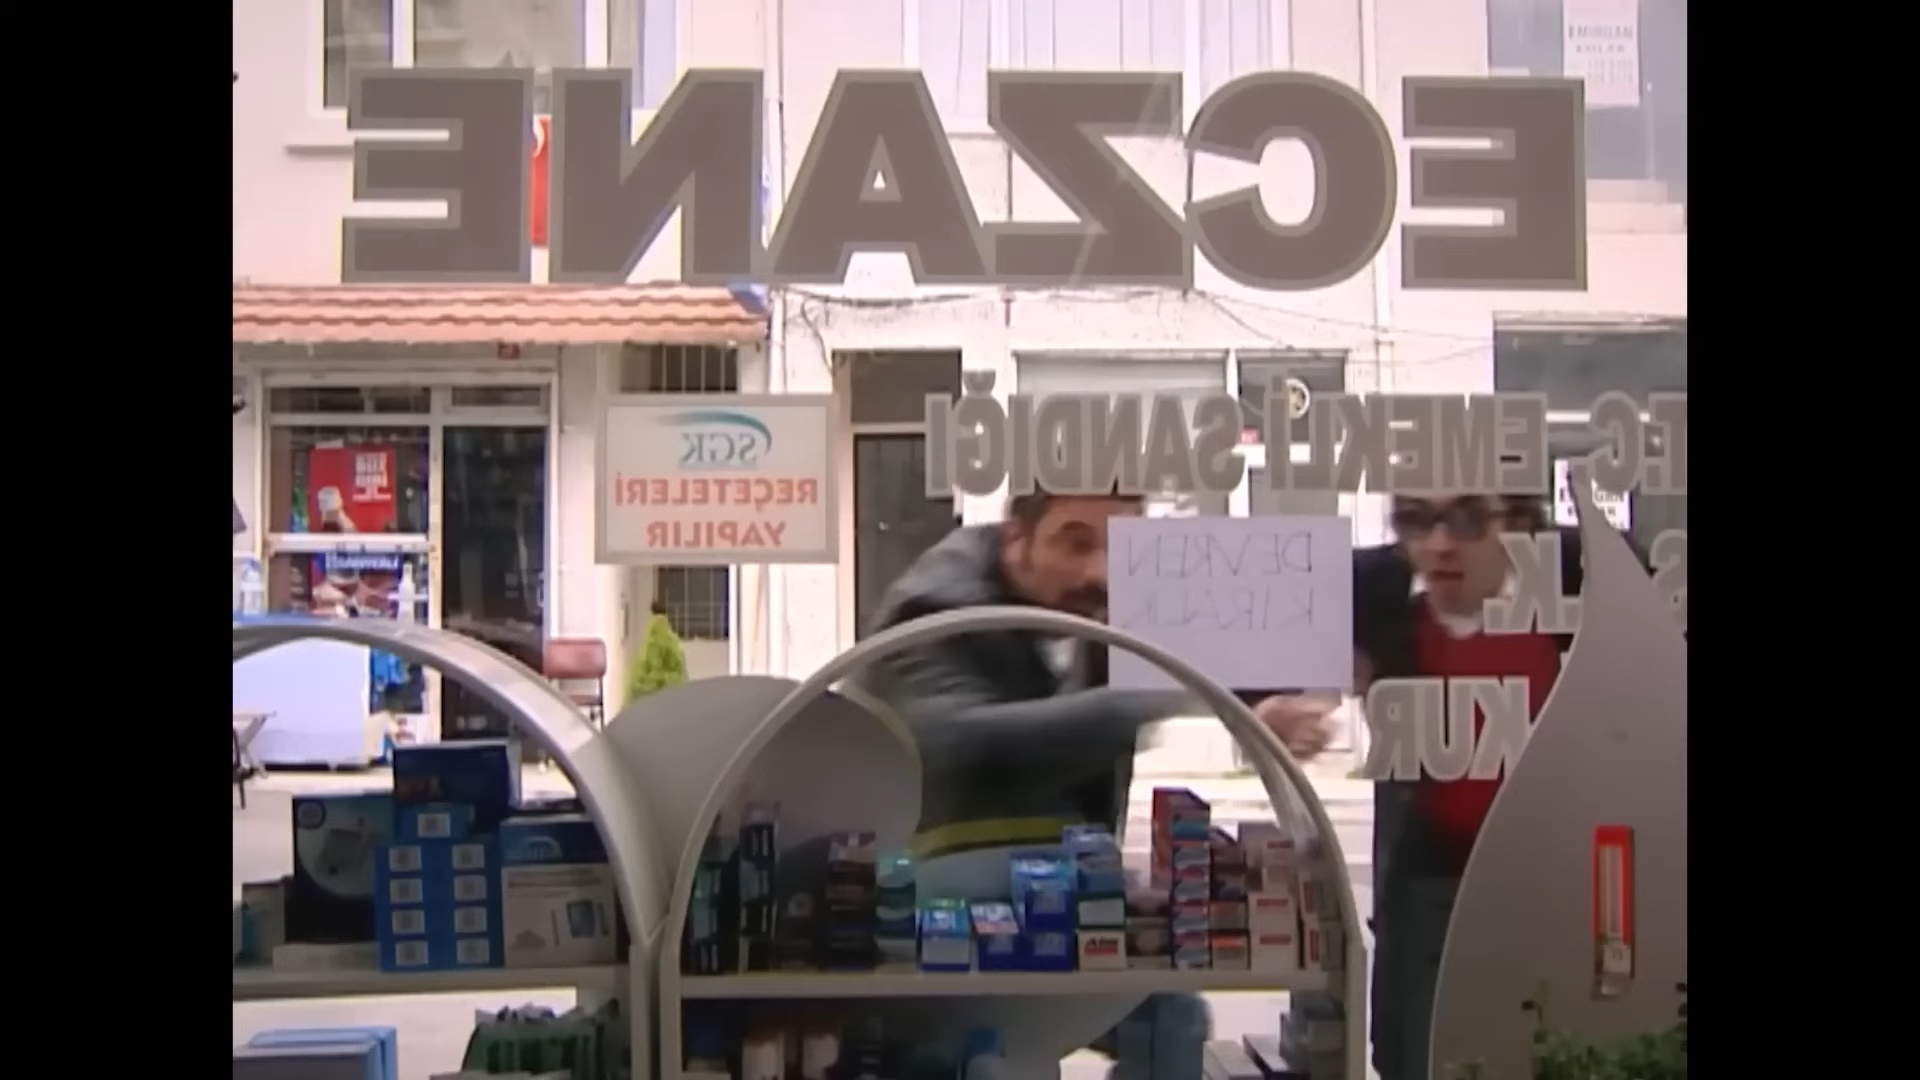 ECZANE
T.C. EMEKLİ SANDIĞI
SGK
REÇETELERİ
YAPILIR
DEVREN
KİRALIK
K.
KUR